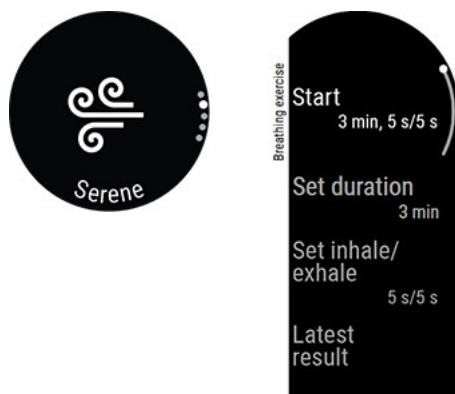 Serene
Breathing exercise
Start
3 min, 5 s/5 s
Set duration
3 min
Set inhale/
exhale
5 s/5 s
Latest
result